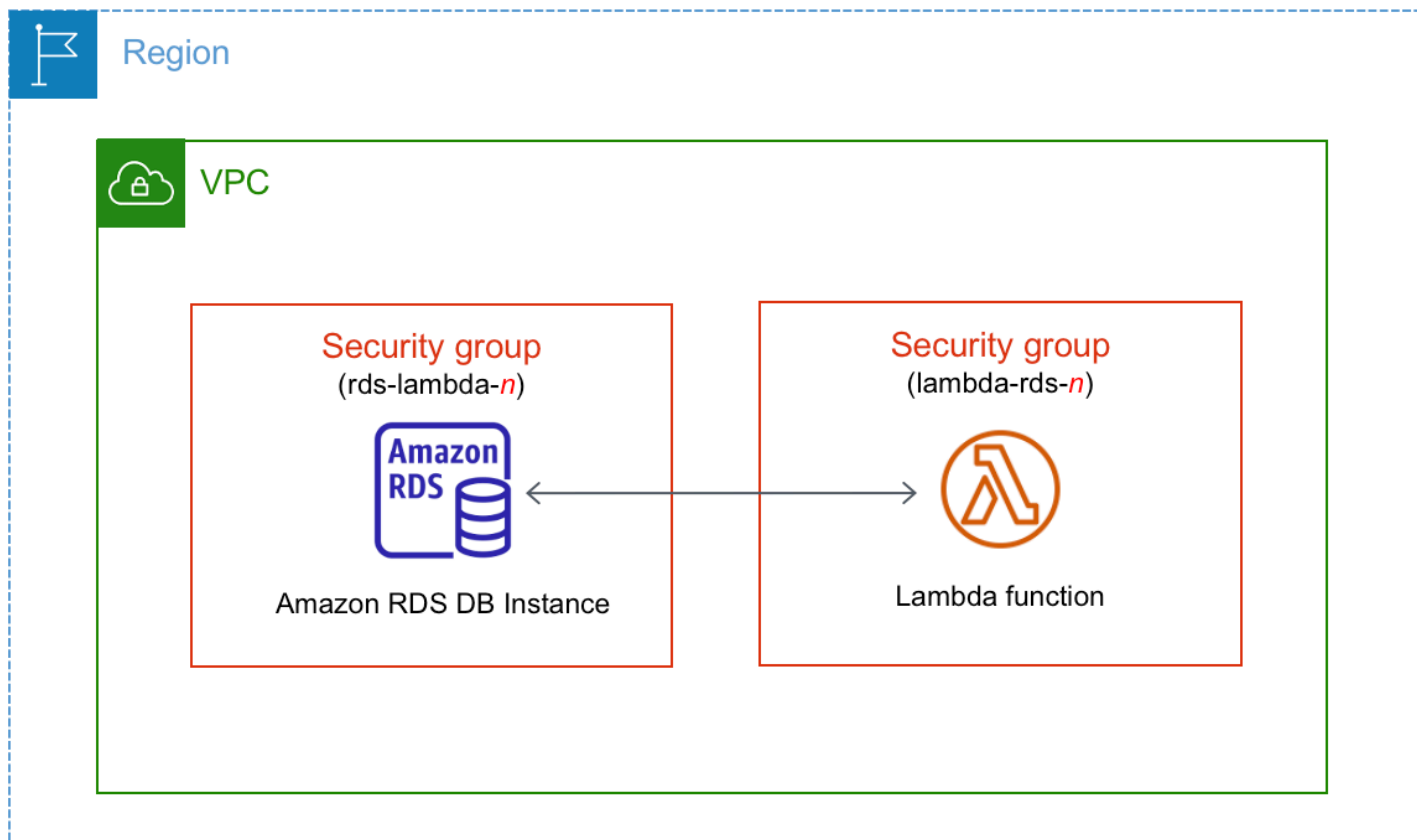 Region
VPC
Security group
(rds-lambda-n)
Amazon
RDS
Amazon RDS DB Instance
Security group
(lambda-rds-n)
Lambda function